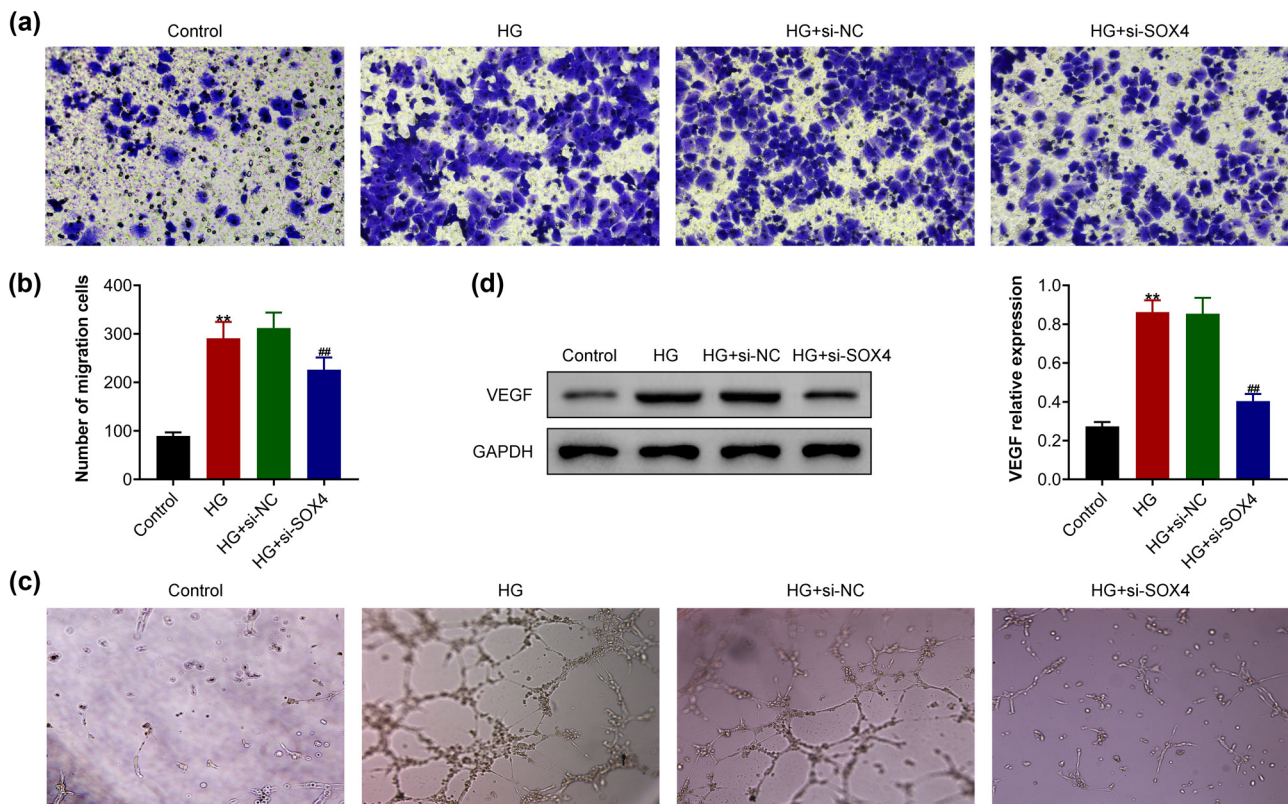 (a)
Control
HG
HG+si-NC
HG+si-SOX4
(b)
Number of migration cells
400
300
200
100
0
**
##
Control
HG
HG+si-NC
HG+si-SOX4
(d)
Control HG HG+si-NC HG+si-SOX4
VEGF
GAPDH
VEGF relative expression
1.0
0.8
0.6
0.4
0.2
0.0
**
##
Control
HG
HG+si-NC
HG+si-SOX4
(c)
Control
HG
HG+si-NC
HG+si-SOX4